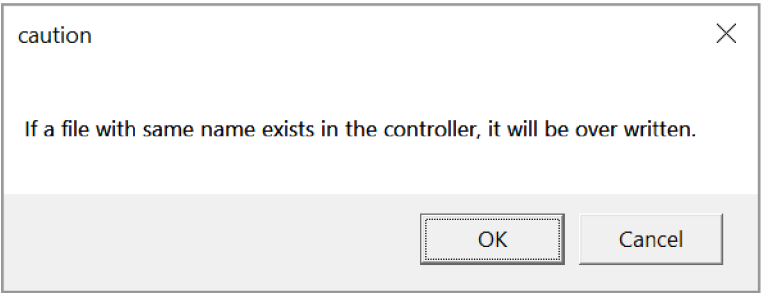 caution
If a file with same name exists in the controller, it will be over written.
OK
Cancel